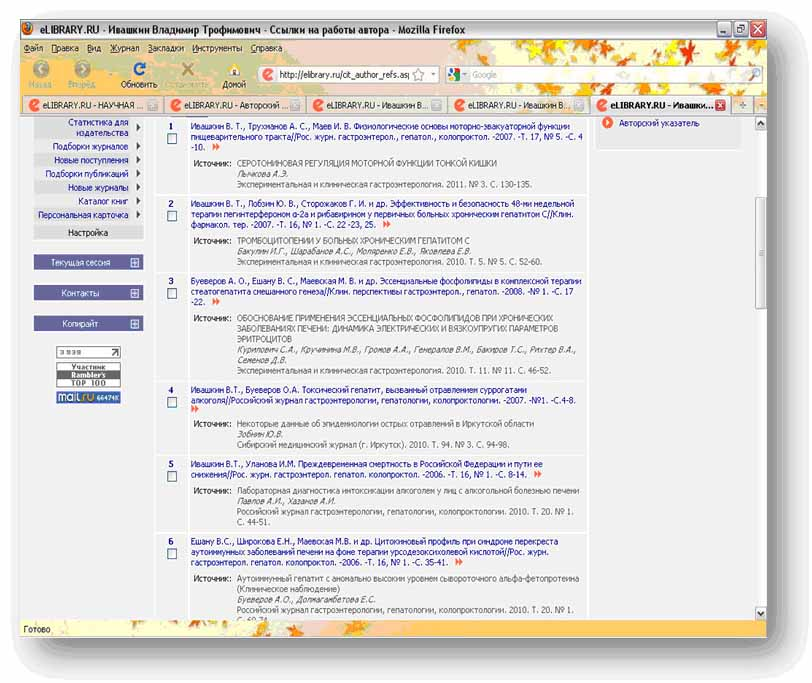 eLIBRARY.RU - Ивашкин Владимир Трофимович - Ссылки на работы автора - Mozilla Firefox
Файл Правка Вид Журнал Закладки Инструменты Справка
Назад Вперёд Обновить Остановить Домой http://elibrary.ru/cit_author_refs.asp Google
eLIBRARY.RU - НАУЧНАЯ ... eLIBRARY.RU - Авторский ... eLIBRARY.RU - Ивашкин В... eLIBRARY.RU - Ивашкин В... eLIBRARY.RU - Ивашки...
Статистика для
издательства
Подборки журналов
Новые поступления
Подборки публикаций
Новые журналы
Каталог книг
Персональная карточка
Настройка
Текущая сессия
Контакты
Копирайт
Участник
Rambler's
TOP 100
mail.ru 66474
1 Ивашкин В. Т., Трухманов А. С., Маев И. В. Физиологические основы моторно-эвакуаторной функции
пищеварительного тракта//Рос. журн. гастроэнтерол., гепатол., колопроктол. -2007. -Т. 17, № 5. -С. 4
-10.
Источник: СЕРОТОНИНОВАЯ РЕГУЛЯЦИЯ МОТОРНОЙ ФУНКЦИИ ТОНКОЙ КИШКИ
Лычкова А.Э.
Экспериментальная и клиническая гастроэнтерология. 2011. № 3. С. 130-135.
2 Ивашкин В. Т., Лобзин Ю. В., Сторожаков Г. И. и др. Эффективность и безопасность 48-ми недельной
терапии пегинтерфероном α-2а и рибавирином у первичных больных хроническим гепатитом С//Клин.
фармакол. тер. -2007. -Т. 16, № 1. -С. 22 -23, 25.
Источник: ТРОМБОЦИТОПЕНИИ У БОЛЬНЫХ ХРОНИЧЕСКИМ ГЕПАТИТОМ С
Бакулин И.Г., Шарабанов А.С., Моляренко Е.В., Яковлева Е.В.
Экспериментальная и клиническая гастроэнтерология. 2010. Т. 5. № 5. С. 52-60.
3 Буеверов А. О., Ешану В. С., Маевская М. В. и др. Эссенциальные фосфолипиды в комплексной терапии
стеатогепатита смешанного генеза//Клин. перспективы гастроэнтерол., гепатол. -2008. -№ 1. -С. 17
-22.
Источник: ОБОСНОВАНИЕ ПРИМЕНЕНИЯ ЭССЕНЦИАЛЬНЫХ ФОСФОЛИПИДОВ ПРИ ХРОНИЧЕСКИХ
ЗАБОЛЕВАНИЯХ ПЕЧЕНИ: ДИНАМИКА ЭЛЕКТРИЧЕСКИХ И ВЯЗКОУПРУГИХ ПАРАМЕТРОВ
ЭРИТРОЦИТОВ
Курилович С.А., Кручинина М.В., Громов А.А., Генералов В.М., Бакиров Т.С., Рихтер В.А.,
Семенов Д.В.
Экспериментальная и клиническая гастроэнтерология. 2010. Т. 11. № 11. С. 46-52.
4 Ивашкин В.Т., Буеверов О.А. Токсический гепатит, вызванный отравлением суррогатами
алкоголя//Российский журнал гастроэнтерологии, гепатологии, колопроктологии. -2007. -№1. -С.4-8.
Источник: Некоторые данные об эпидемиологии острых отравлений в Иркутской области
Зобнин Ю.В.
Сибирский медицинский журнал (г. Иркутск). 2010. Т. 94. № 3. С. 94-98.
5 Ивашкин В.Т., Уланова И.М. Преждевременная смертность в Российской Федерации и пути ее
снижения//Рос. журн. гастроэнтерол. гепатол. колопрокт. -2006. -Т. 16, № 1. -С. 8-14.
Источник: Лабораторная диагностика интоксикации алкоголем у лиц с алкогольной болезнью печени
Павлов А.И., Хазанов А.И.
Российский журнал гастроэнтерологии, гепатологии, колопроктологии. 2010. Т. 20. № 1.
С. 44-51.
6 Ешану В.С., Широкова Е.Н., Маевская М.В. и др. Цитокиновый профиль при синдроме перекреста
аутоиммунных заболеваний печени на фоне терапии урсодезоксихолевой кислотой//Рос. журн.
гастроэнтерол. гепатол. колопроктол. -2006. -Т. 16, № 1. -С. 35-41.
Источник: Аутоиммунный гепатит с аномально высоким уровнем сывороточного альфа-фетопротеина
(Клиническое наблюдение)
Буеверов А.О., Долмагамбетова Е.С.
Российский журнал гастроэнтерологии, гепатологии, колопроктологии. 2010. Т. 20. № 1.
Авторский указатель
Готово